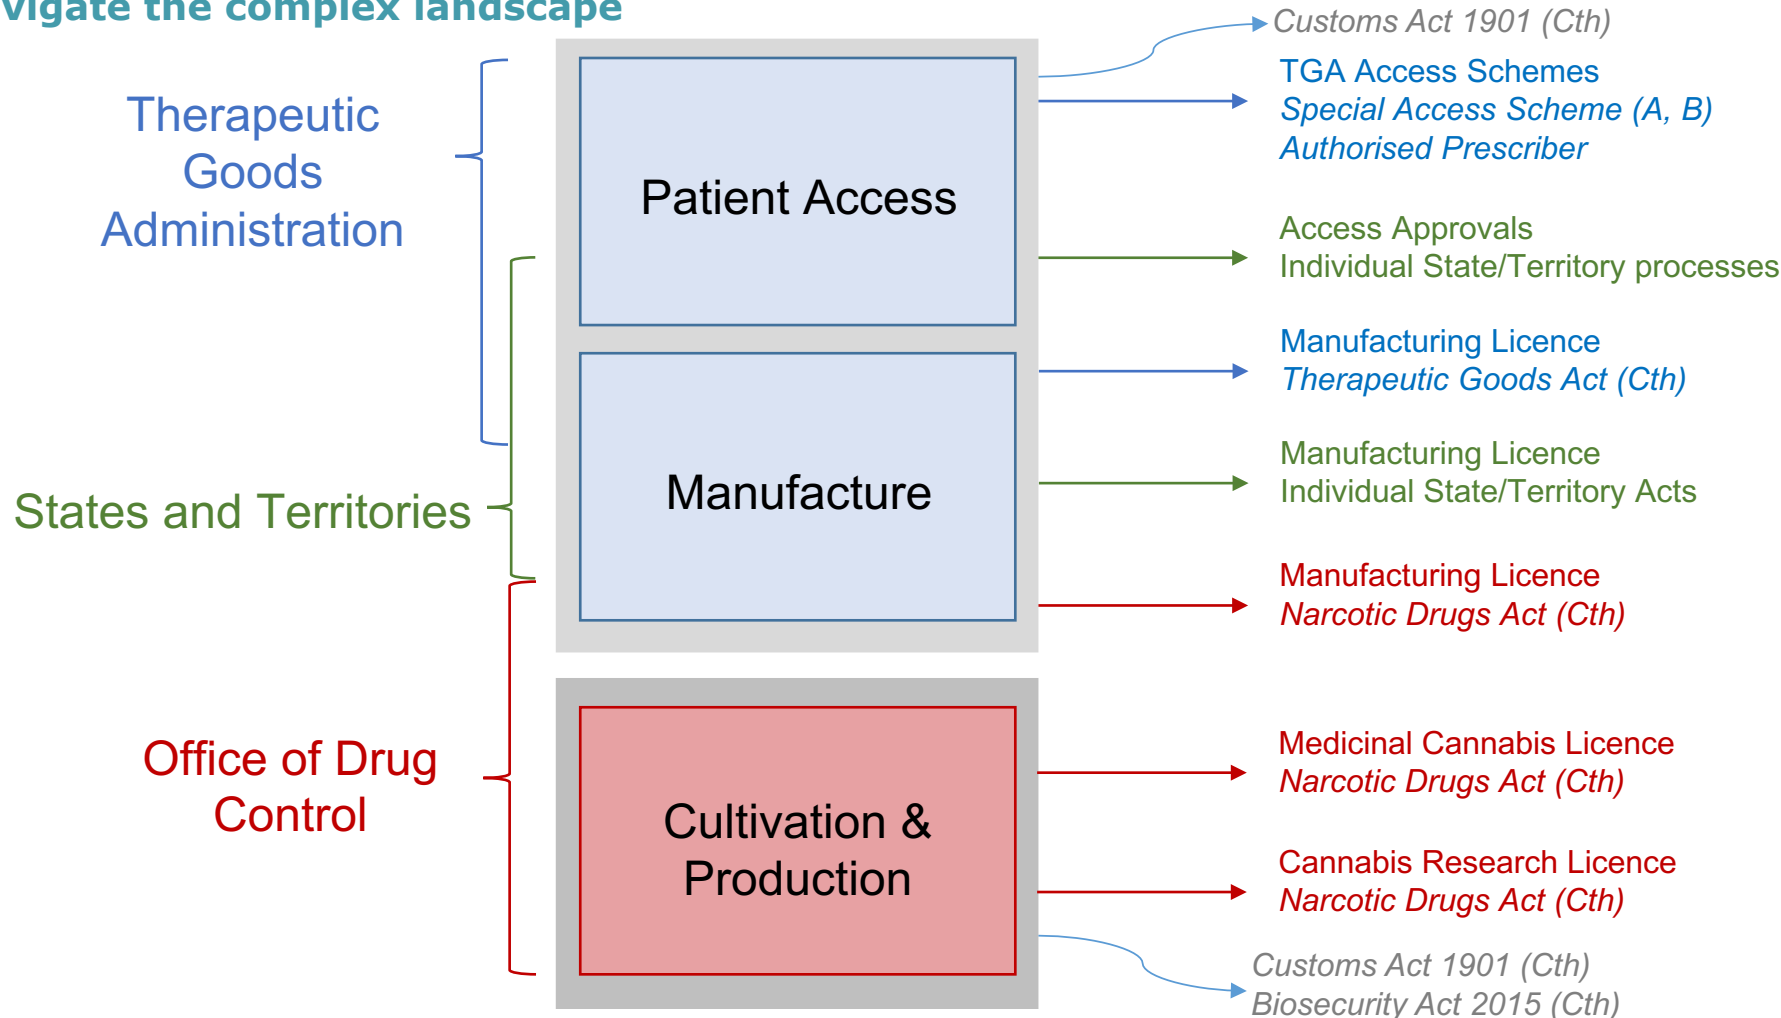 vigate the complex landscape
Therapeutic
Goods
Administration
States and Territories
Office of Drug
Control
Patient Access
Manufacture
Cultivation &
Production
Customs Act 1901 (Cth)
TGA Access Schemes
Special Access Scheme (A, B)
Authorised Prescriber
Access Approvals
Individual State/Territory processes
Manufacturing Licence
Therapeutic Goods Act (Cth)
Manufacturing Licence
Individual State/Territory Acts
Manufacturing Licence
Narcotic Drugs Act (Cth)
Medicinal Cannabis Licence
Narcotic Drugs Act (Cth)
Cannabis Research Licence
Narcotic Drugs Act (Cth)
Customs Act 1901 (Cth)
Biosecurity Act 2015 (Cth)